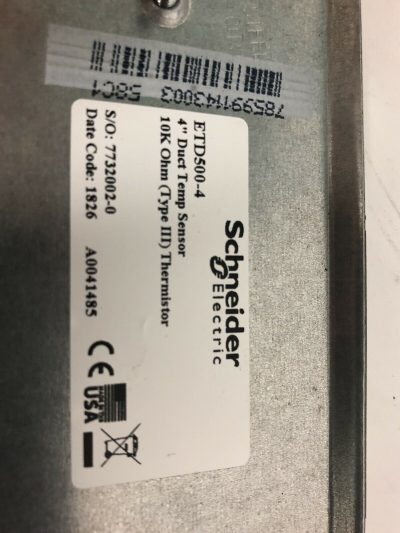 785991143003
58C1
Schneider
Electric
ETD500-4
4" Duct Temp Sensor
10K Ohm (Type III) Thermistor
S/O: 7732002-0
Date Code: 1826 A0041485
CE
USA